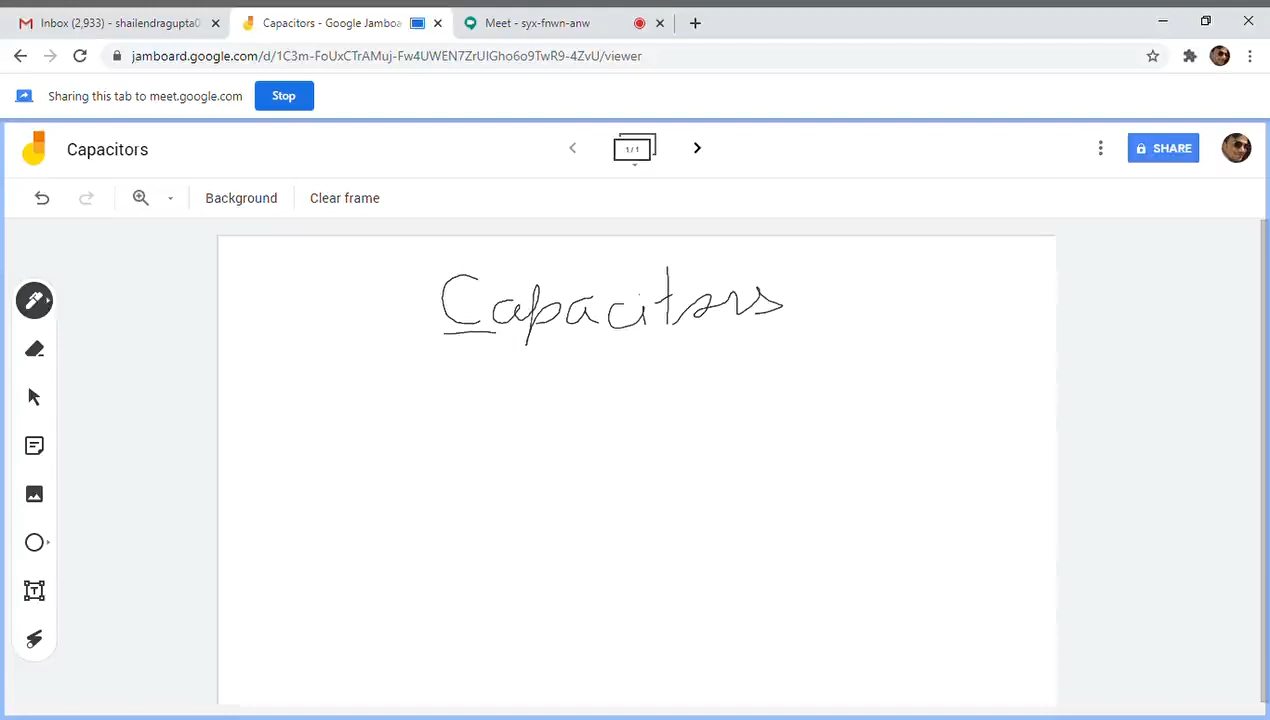 Inbox (2,933) - shailendragupta0
Capacitors - Google Jamboa
Meet - syx-fnwn-anw
jamboard.google.com/d/1C3m-FoUxCTrAMuj-Fw4UWEN7ZrUIGho6o9TwR9-4ZvU/viewer
Sharing this tab to meet.google.com
Stop
Capacitors
1/1
SHARE
Background
Clear frame
Capacitors